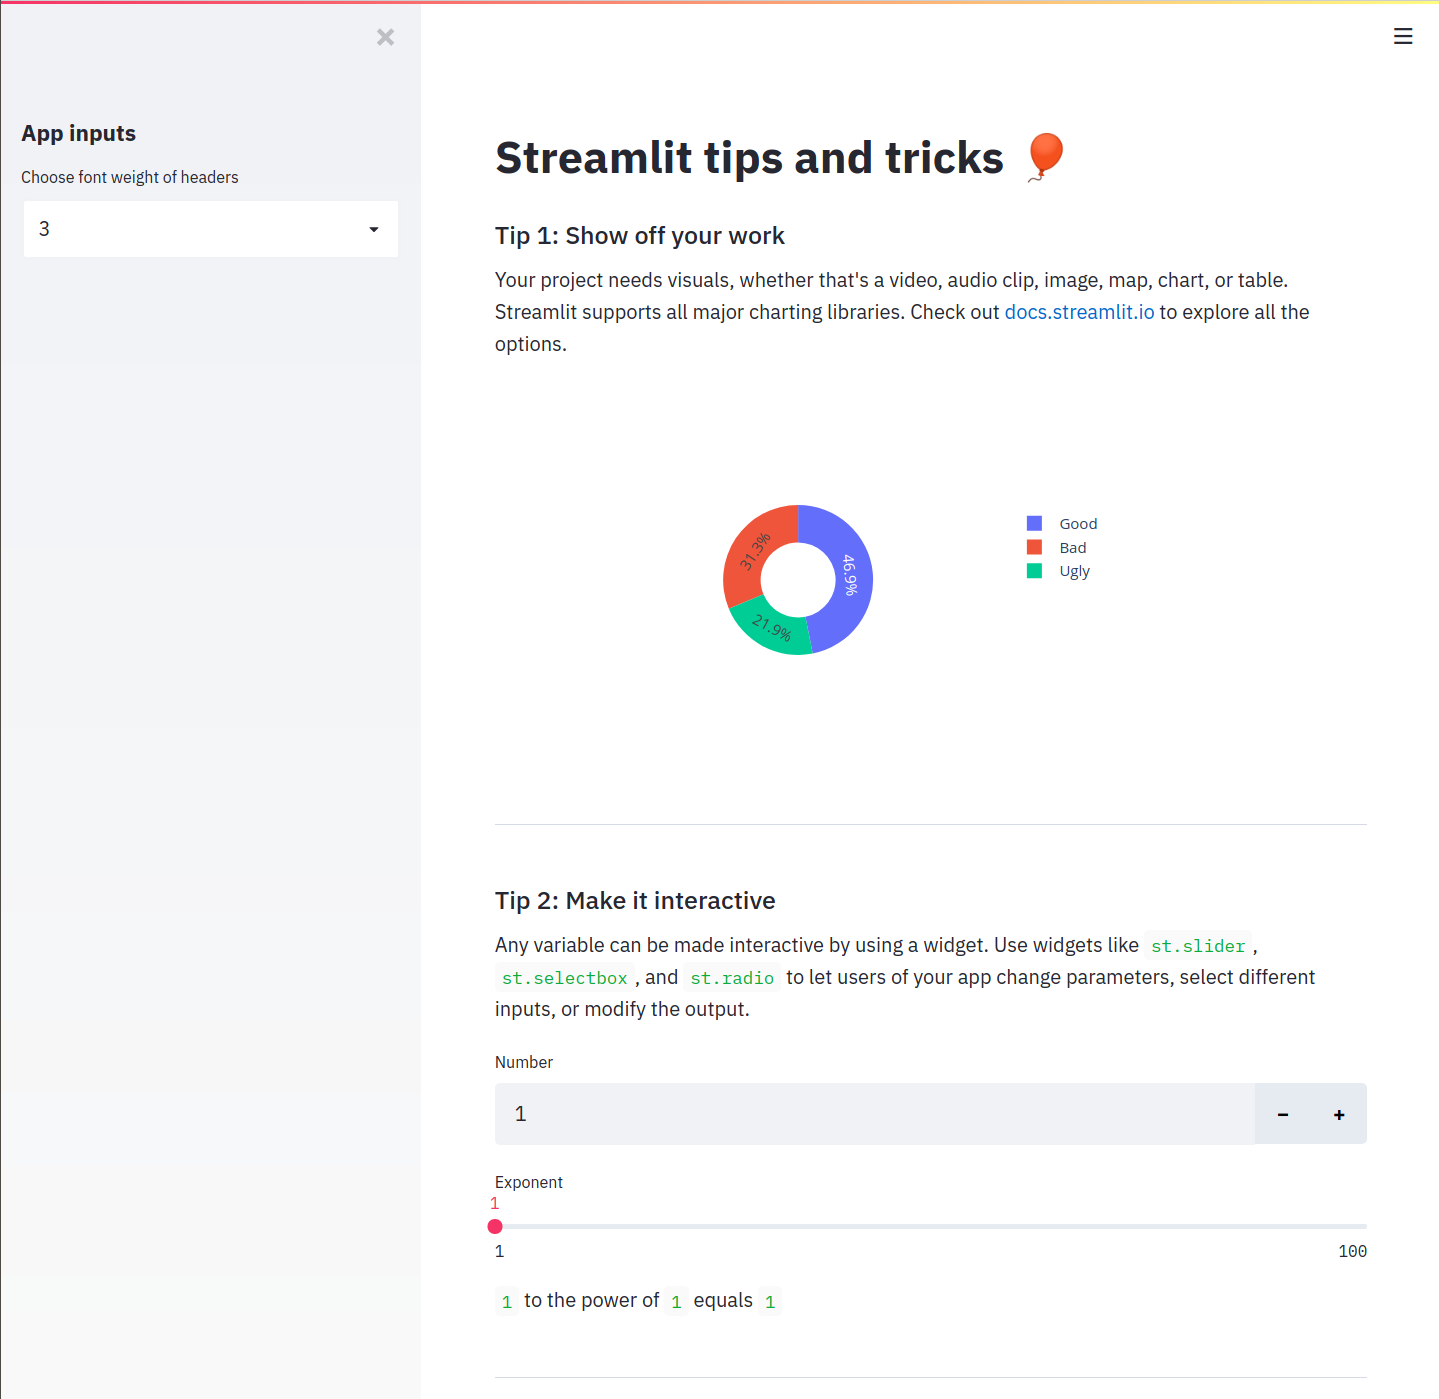 App inputs
Choose font weight of headers
3
Streamlit tips and tricks 🎈
Tip 1: Show off your work
Your project needs visuals, whether that's a video, audio clip, image, map, chart, or table.
Streamlit supports all major charting libraries. Check out docs.streamlit.io to explore all the
options.
46.9%
31.3%
21.9%
Good
Bad
Ugly
Tip 2: Make it interactive
Any variable can be made interactive by using a widget. Use widgets like st.slider,
st.selectbox, and st.radio to let users of your app change parameters, select different
inputs, or modify the output.
Number
1
Exponent
1
1 100
1 to the power of 1 equals 1